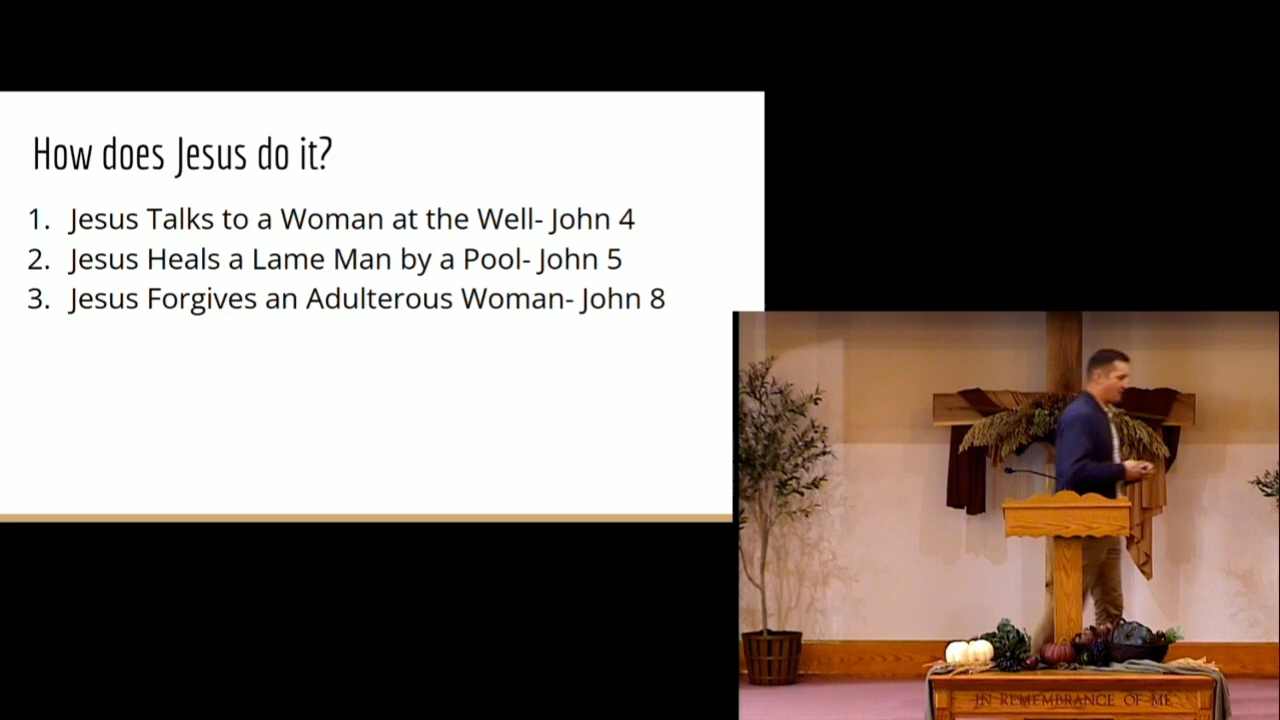 How does Jesus do it?
1. Jesus Talks to a Woman at the Well- John 4
2. Jesus Heals a Lame Man by a Pool- John 5
3. Jesus Forgives an Adulterous Woman- John 8
IN REMEMBRANCE OF ME